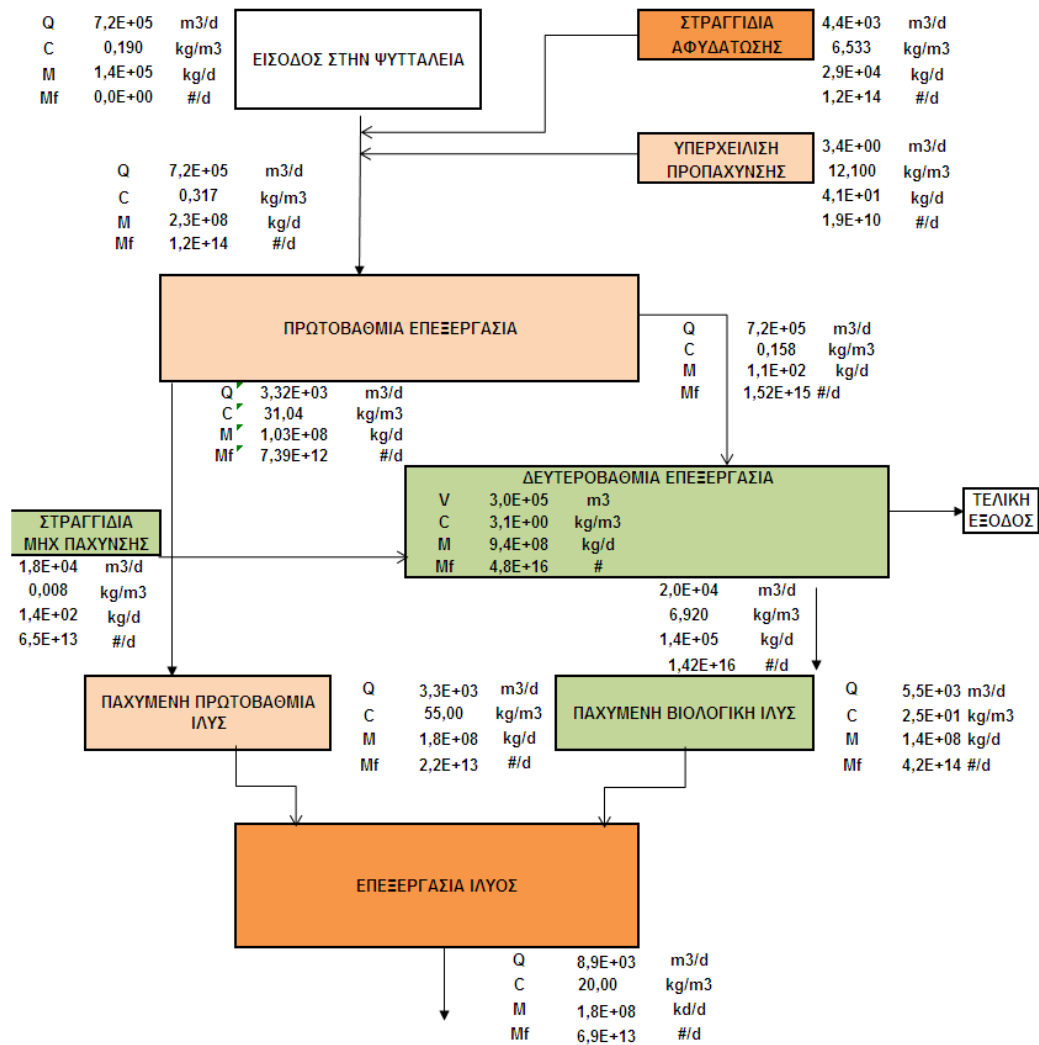 Q 7,2E+05 m3/d
C 0,190 kg/m3
M 1,4E+05 kg/d
Mf 0,0E+00 #/d
ΕΙΣΟΔΟΣ ΣΤΗΝ ΨΥΤΤΑΛΕΙΑ
ΣΤΡΑΓΓΙΔΙΑ
ΑΦΥΔΑΤΩΣΗΣ
4,4E+03 m3/d
6,533 kg/m3
2,9E+04 kg/d
1,2E+14 #/d
ΥΠΕΡΧΕΙΛΙΣΗ
ΠΡΟΠΑΧΥΝΣΗΣ
3,4E+00 m3/d
12,100 kg/m3
4,1E+01 kg/d
1,9E+10 #/d
Q 7,2E+05 m3/d
C 0,317 kg/m3
M 2,3E+08 kg/d
Mf 1,2E+14 #/d
ΠΡΩΤΟΒΑΘΜΙΑ ΕΠΕΞΕΡΓΑΣΙΑ
Q 7,2E+05 m3/d
C 0,158 kg/m3
M 1,1E+02 kg/d
Mf 1,52E+15 #/d
Q 3,32E+03 m3/d
C 31,04 kg/m3
M 1,03E+08 kg/d
Mf 7,39E+12 #/d
ΔΕΥΤΕΡΟΒΑΘΜΙΑ ΕΠΕΞΕΡΓΑΣΙΑ
V 3,0E+05 m3
C 3,1E+00 kg/m3
M 9,4E+08 kg/d
Mf 4,8E+16 #
ΤΕΛΙΚΗ
ΕΞΟΔΟΣ
ΣΤΡΑΓΓΙΔΙΑ
ΜΗΧ ΠΑΧΥΝΣΗΣ
1,8E+04 m3/d
0,008 kg/m3
1,4E+02 kg/d
6,5E+13 #/d
2,0E+04 m3/d
6,920 kg/m3
1,4E+05 kg/d
1,42E+16 #/d
ΠΑΧΥΜΕΝΗ ΠΡΩΤΟΒΑΘΜΙΑ
ΙΛΥΣ
Q 3,3E+03 m3/d
C 55,00 kg/m3
M 1,8E+08 kg/d
Mf 2,2E+13 #/d
ΠΑΧΥΜΕΝΗ ΒΙΟΛΟΓΙΚΗ ΙΛΥΣ
Q 5,5E+03 m3/d
C 2,5E+01 kg/m3
M 1,4E+08 kg/d
Mf 4,2E+14 #/d
ΕΠΕΞΕΡΓΑΣΙΑ ΙΛΥΟΣ
Q 8,9E+03 m3/d
C 20,00 kg/m3
M 1,8E+08 kd/d
Mf 6,9E+13 #/d